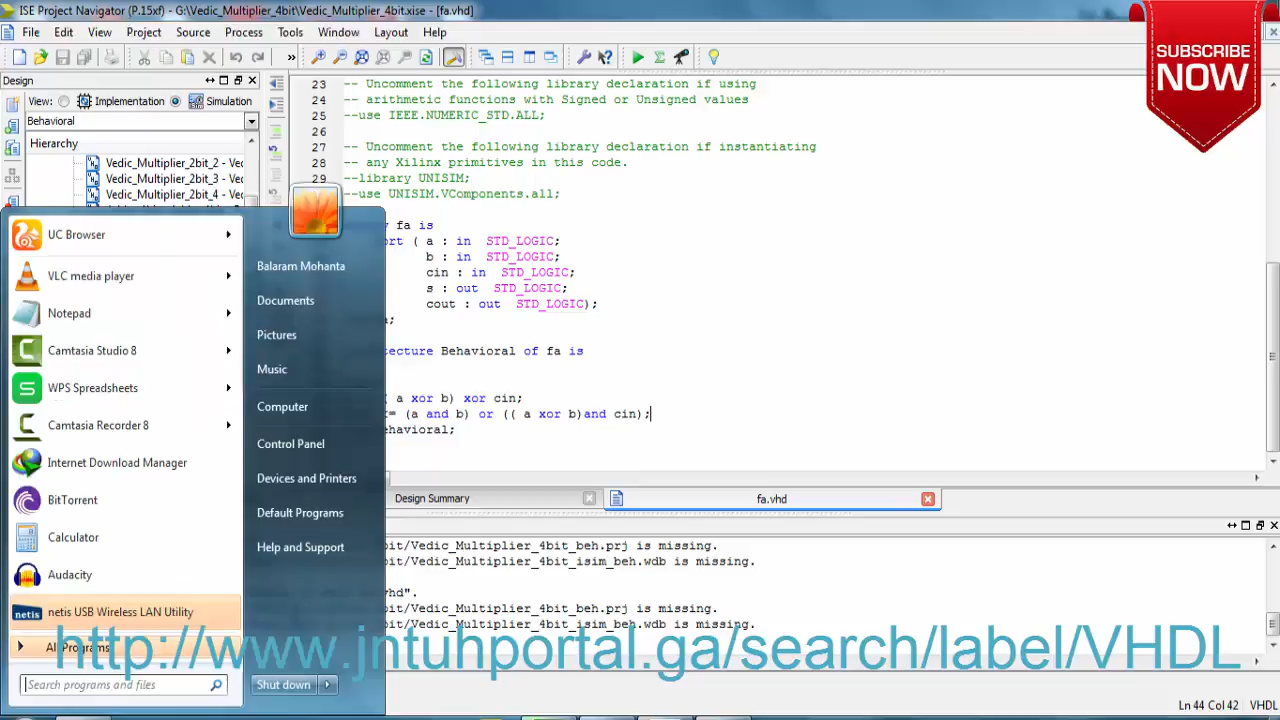 ISE Project Navigator (P.15xf) - G:\Vedic_Multiplier_4bit\Vedic_Multiplier_4bit.xise - [fa.vhd]
File Edit View Project Source Process Tools Window Layout Help
SUBSCRIBE
NOW
Design
View: Implementation Simulation
Behavioral
Hierarchy
Vedic_Multiplier_2bit_2 - Vec
Vedic_Multiplier_2bit_3 - Vec
Vedic_Multiplier_2bit_4 - Vec
23 -- Uncomment the following library declaration if using
24 -- arithmetic functions with Signed or Unsigned values
25 --use IEEE.NUMERIC_STD.ALL;
26
27 -- Uncomment the following library declaration if instantiating
28 -- any Xilinx primitives in this code.
29 --library UNISIM;
--use UNISIM.VComponents.all;
fa is
ort ( a : in STD_LOGIC;
b : in STD_LOGIC;
cin : in STD_LOGIC;
s : out STD_LOGIC;
cout : out STD_LOGIC);
;
tecture Behavioral of fa is
( a xor b) xor cin;
= (a and b) or (( a xor b)and cin);
ehavioral;
UC Browser
VLC media player
Notepad
Camtasia Studio 8
WPS Spreadsheets
Camtasia Recorder 8
Internet Download Manager
BitTorrent
Calculator
Audacity
netis netis USB Wireless LAN Utility
All Programs
Search programs and files
Balaram Mohanta
Documents
Pictures
Music
Computer
Control Panel
Devices and Printers
Default Programs
Help and Support
Shut down
Design Summary
fa.vhd
bit/Vedic_Multiplier_4bit_beh.prj is missing.
bit/Vedic_Multiplier_4bit_isim_beh.wdb is missing.
vhd".
bit/Vedic_Multiplier_4bit_beh.prj is missing.
bit/Vedic_Multiplier_4bit_isim_beh.wdb is missing.
http://www.jntuhportal.ga/search/label/VHDL
Ln 44 Col 42 VHDL